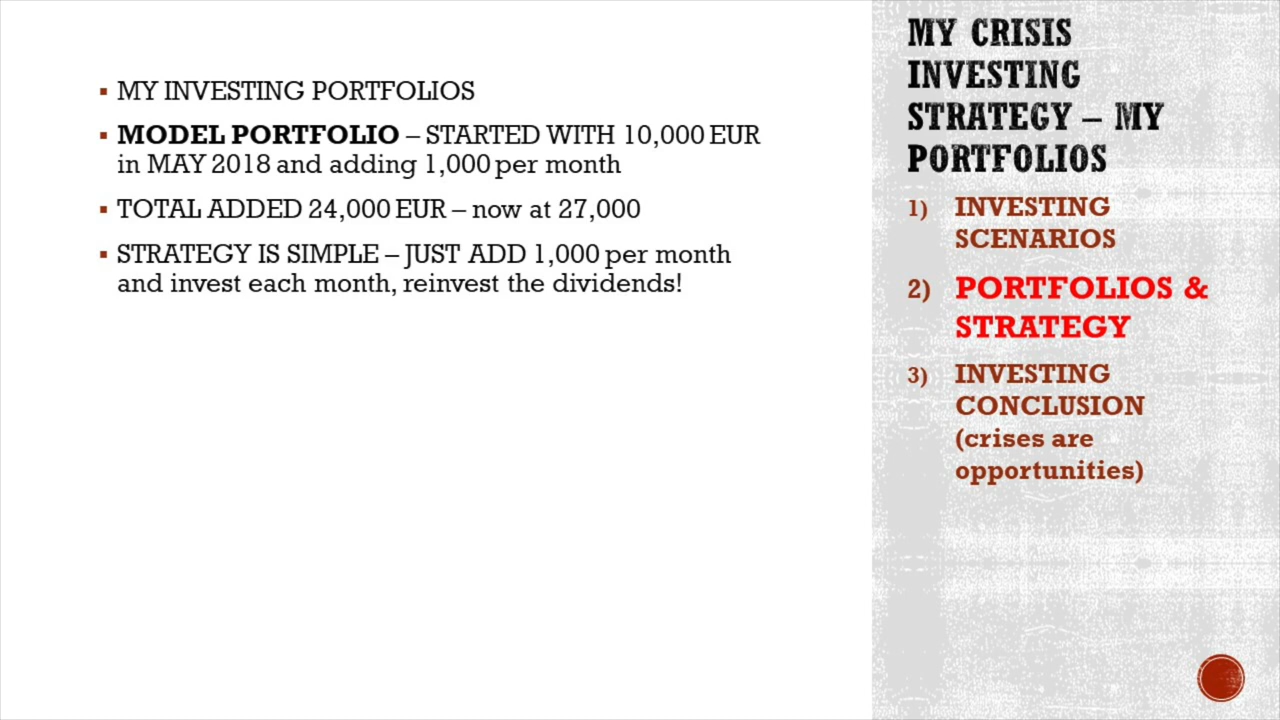 ▪ MY INVESTING PORTFOLIOS
▪ MODEL PORTFOLIO – STARTED WITH 10,000 EUR
in MAY 2018 and adding 1,000 per month
▪ TOTAL ADDED 24,000 EUR – now at 27,000
▪ STRATEGY IS SIMPLE – JUST ADD 1,000 per month
and invest each month, reinvest the dividends!
MY CRISIS
INVESTING
STRATEGY – MY
PORTFOLIOS
1) INVESTING
SCENARIOS
2) PORTFOLIOS &
STRATEGY
3) INVESTING
CONCLUSION
(crises are
opportunities)